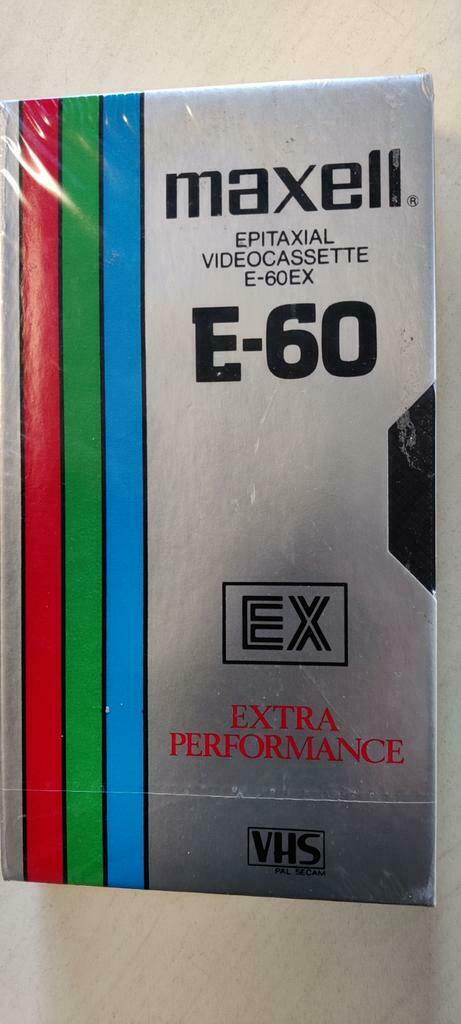 maxell®
EPITAXIAL
VIDEOCASSETTE
E-60EX
E-60
EX
EXTRA
PERFORMANCE
VHS
PAL SECAM